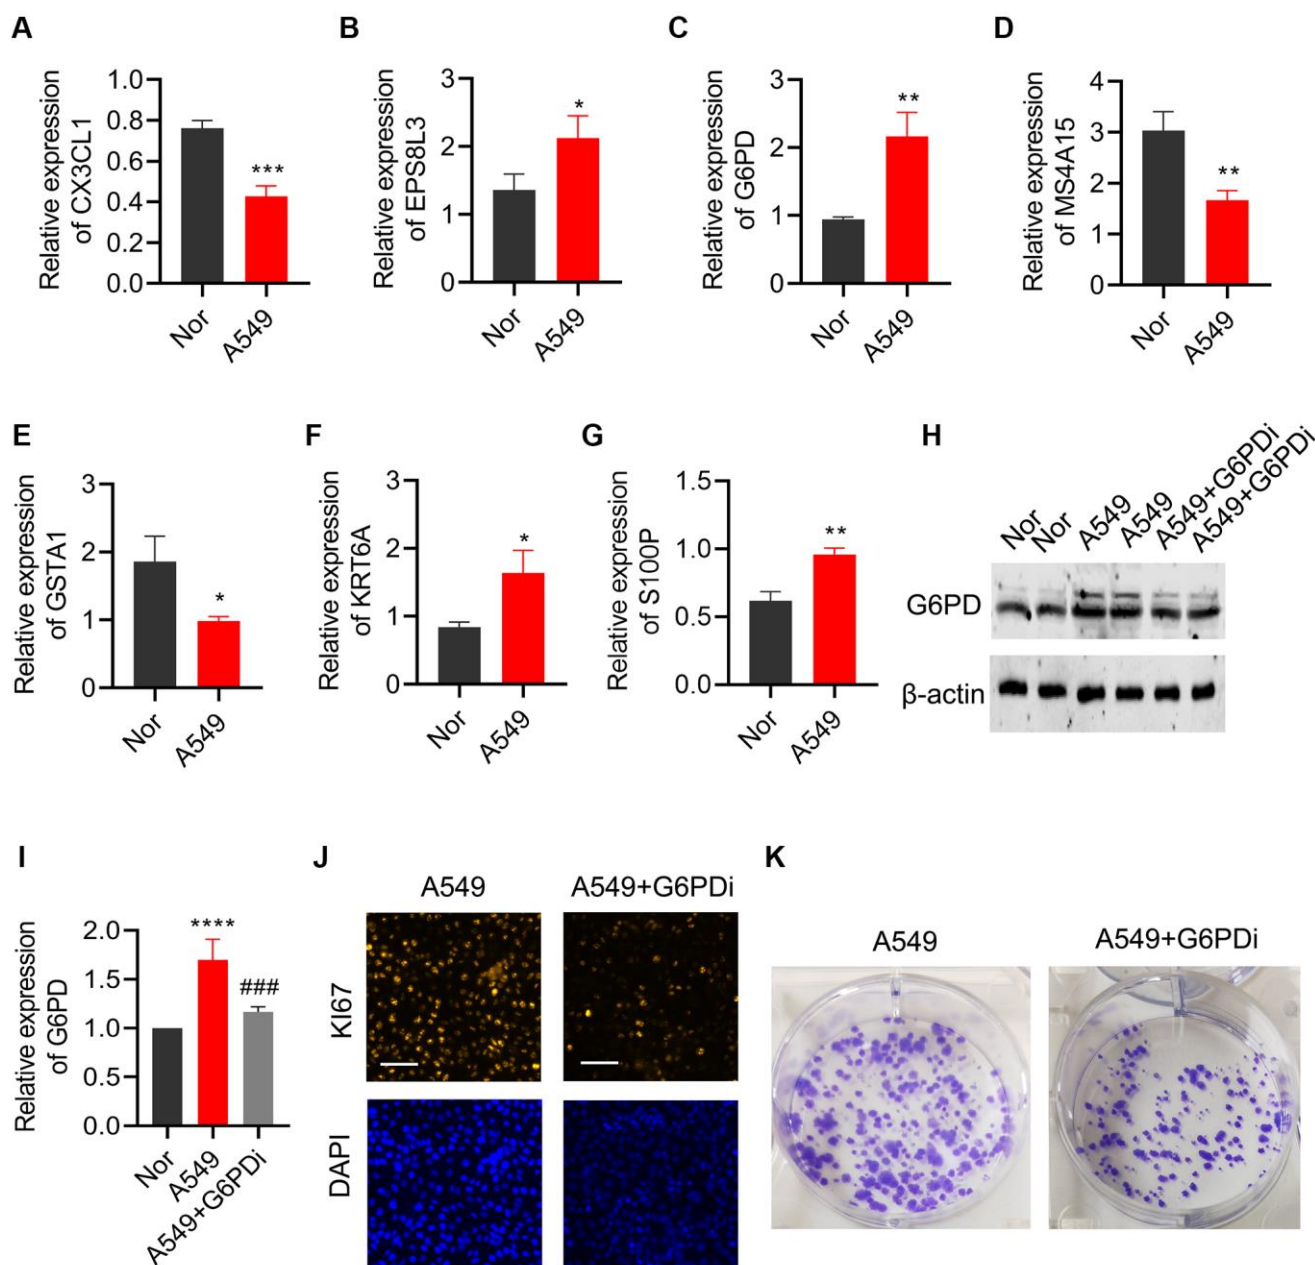 A
B
C
D
Relative expression
of CX3CL1
1.0
0.8
0.6
0.4
0.2
0.0
***
Nor
A549
Relative expression
of EPS8L3
3
2
1
0
*
Nor
A549
Relative expression
of G6PD
3
2
1
0
**
Nor
A549
Relative expression
of MS4A15
4
3
2
1
0
**
Nor
A549
E
F
G
H
Relative expression
of GSTA1
3
2
1
0
*
Nor
A549
Relative expression
of KRT6A
3
2
1
0
*
Nor
A549
Relative expression
of S100P
1.5
1.0
0.5
0.0
**
Nor
A549
Nor
Nor
A549
A549
A549+G6PDi
A549+G6PDi
G6PD
β-actin
I
J
K
Relative expression
of G6PD
2.0
1.5
1.0
0.5
0.0
****
###
Nor
A549
A549+G6PDi
A549
A549+G6PDi
KI67
DAPI
A549
A549+G6PDi